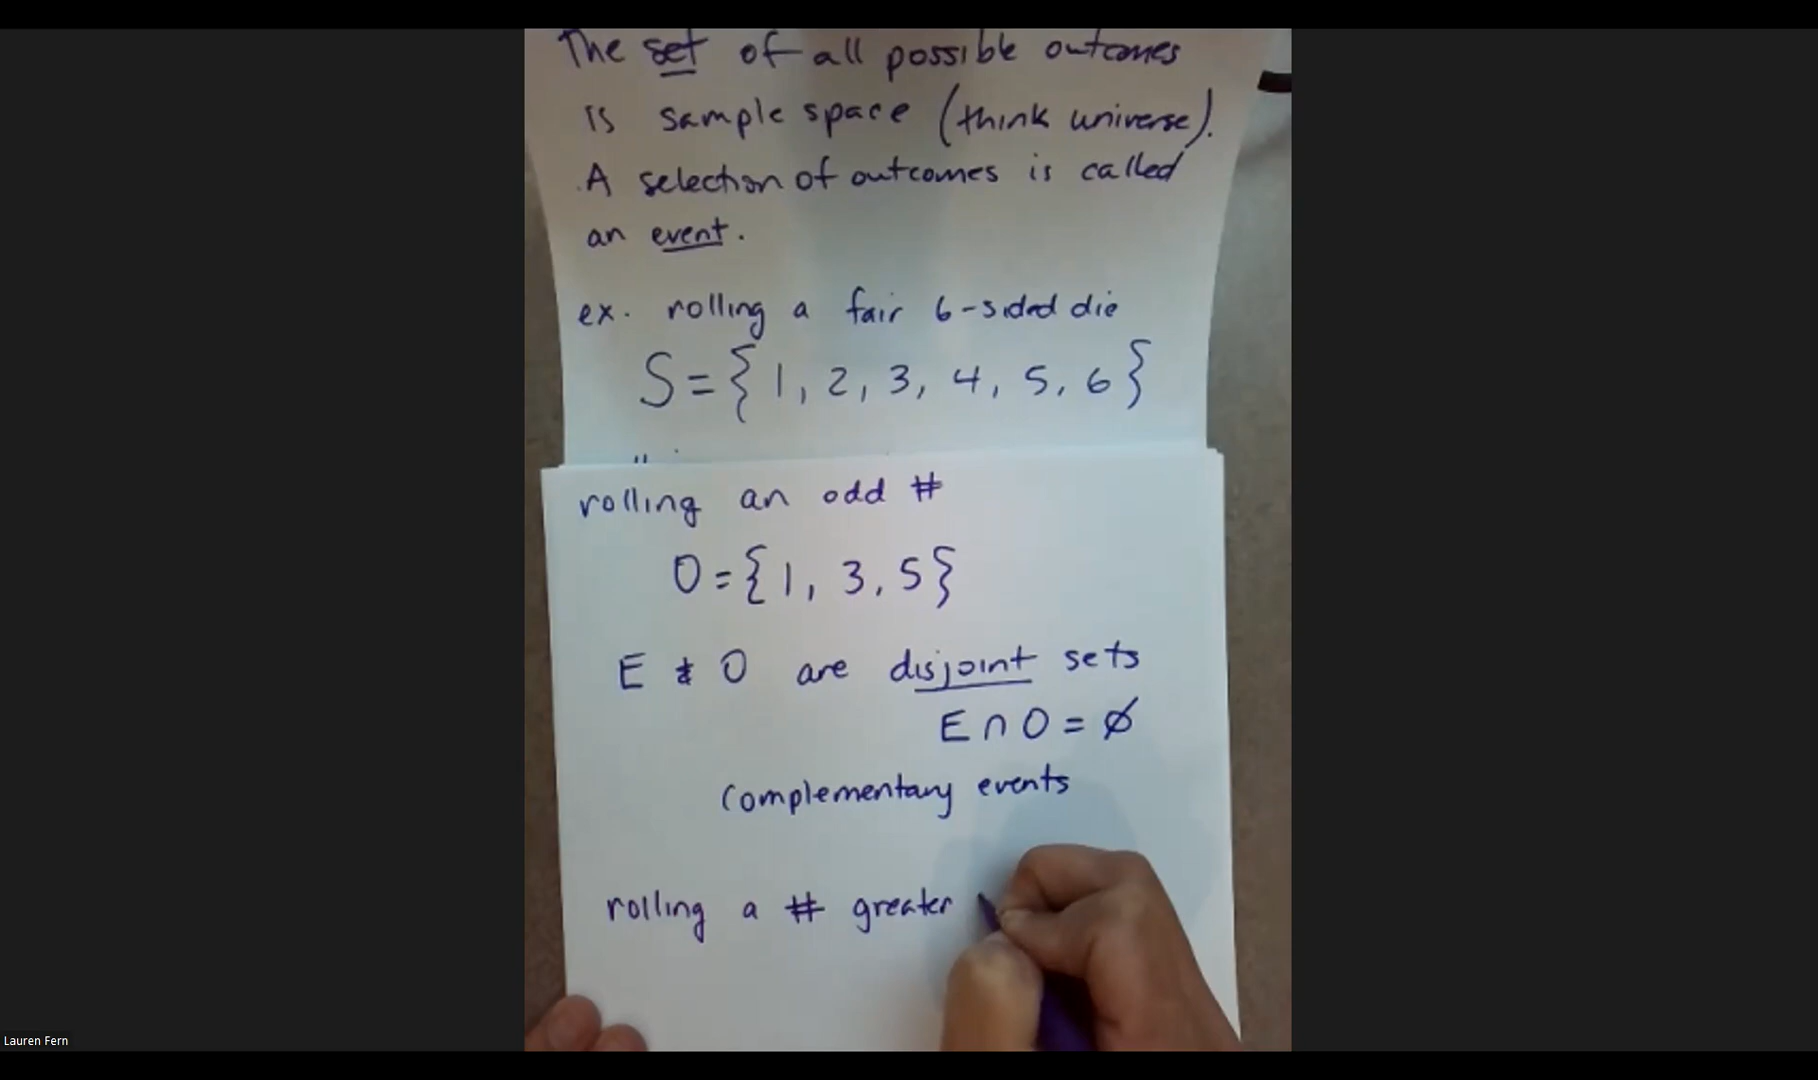 The set of all possible outcomes
is sample space (think universe).
A selection of outcomes is called
an event.
ex. rolling a fair 6-sided die
S = { 1, 2, 3, 4, 5, 6 }
rolling an odd #
O = { 1, 3, 5 }
E & O are disjoint sets
E ∩ O = ∅
complementary events
rolling a # greater
Lauren Fern